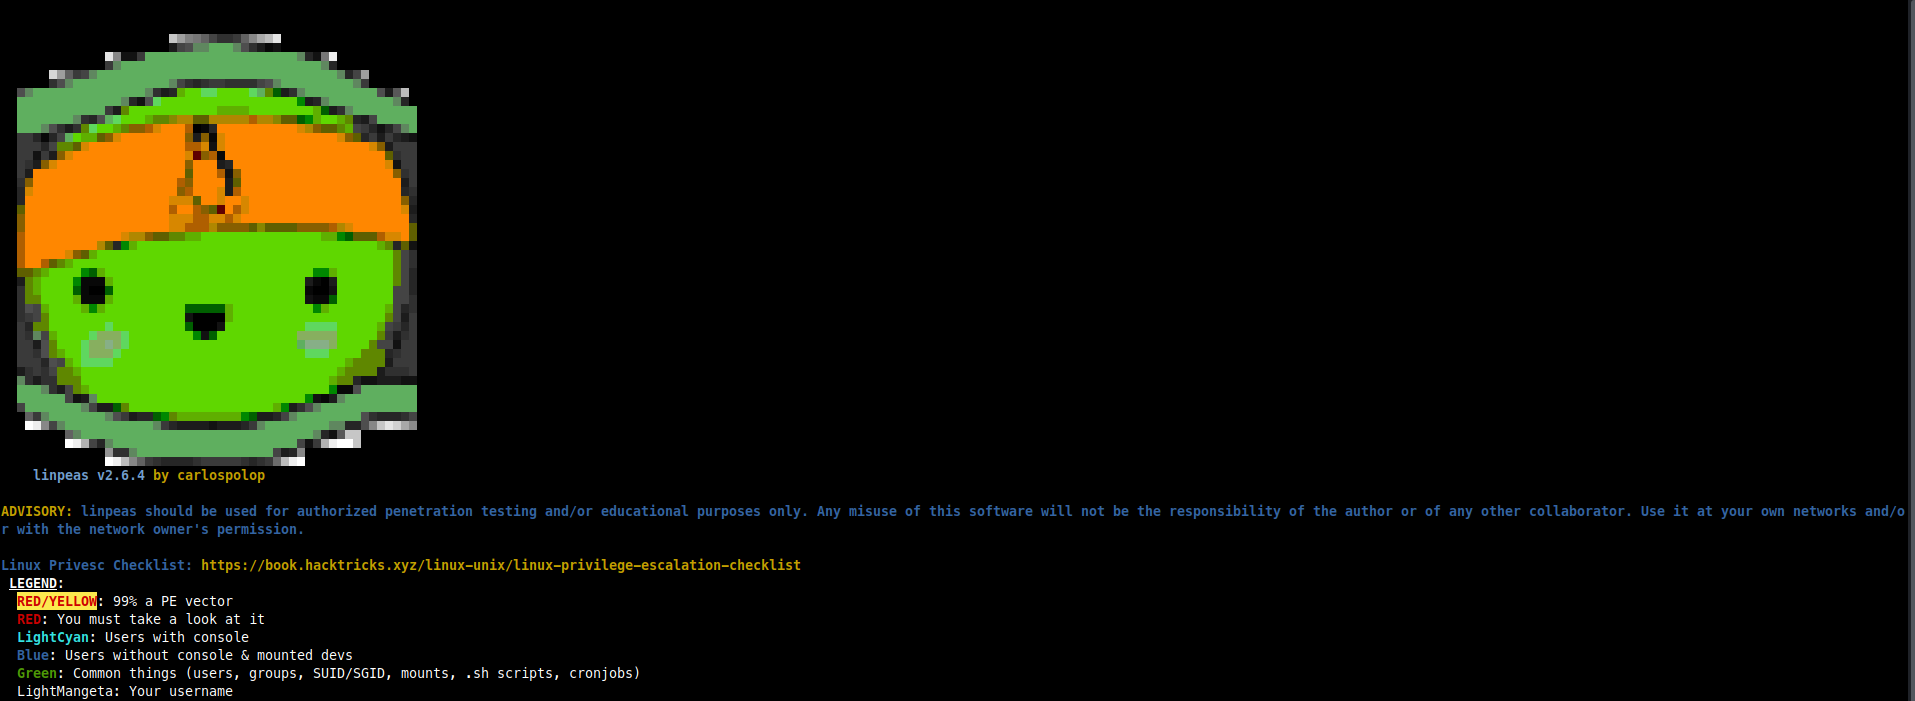 linpeas v2.6.4 by carlospolop
ADVISORY: linpeas should be used for authorized penetration testing and/or educational purposes only. Any misuse of this software will not be the responsibility of the author or of any other collaborator. Use it at your own networks and/o
r with the network owner's permission.
Linux Privesc Checklist: https://book.hacktricks.xyz/linux-unix/linux-privilege-escalation-checklist
LEGEND:
RED/YELLOW: 99% a PE vector
RED: You must take a look at it
LightCyan: Users with console
Blue: Users without console & mounted devs
Green: Common things (users, groups, SUID/SGID, mounts, .sh scripts, cronjobs)
LightMangeta: Your username